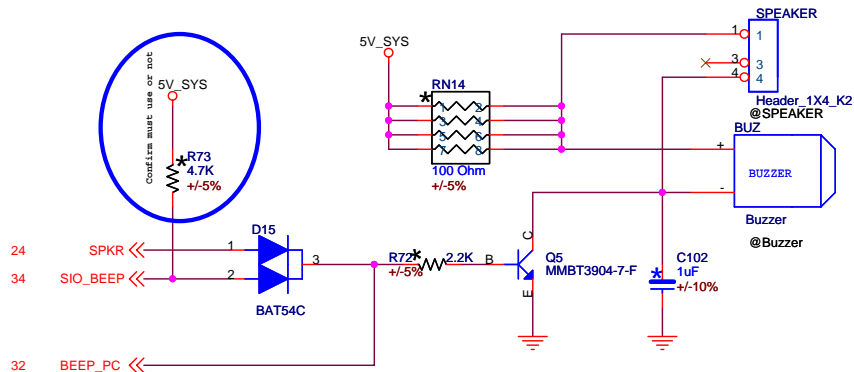 SPEAKER
1
1
3
3
4
4
Header_1X4_K2
@SPEAKER
5V_SYS
RN14
*
1
2
3
4
5
6
7
8
100 Ohm
+/-5%
BUZ
+
-
BUZZER
Buzzer
@Buzzer
Confirm must use or not
5V_SYS
*
R73
4.7K
+/-5%
D15
24
SPKR
1
34
SIO_BEEP
2
3
BAT54C
R72
*
2.2K
+/-5%
B
C
E
Q5
MMBT3904-7-F
C102
*
1uF
+/-10%
32
BEEP_PC